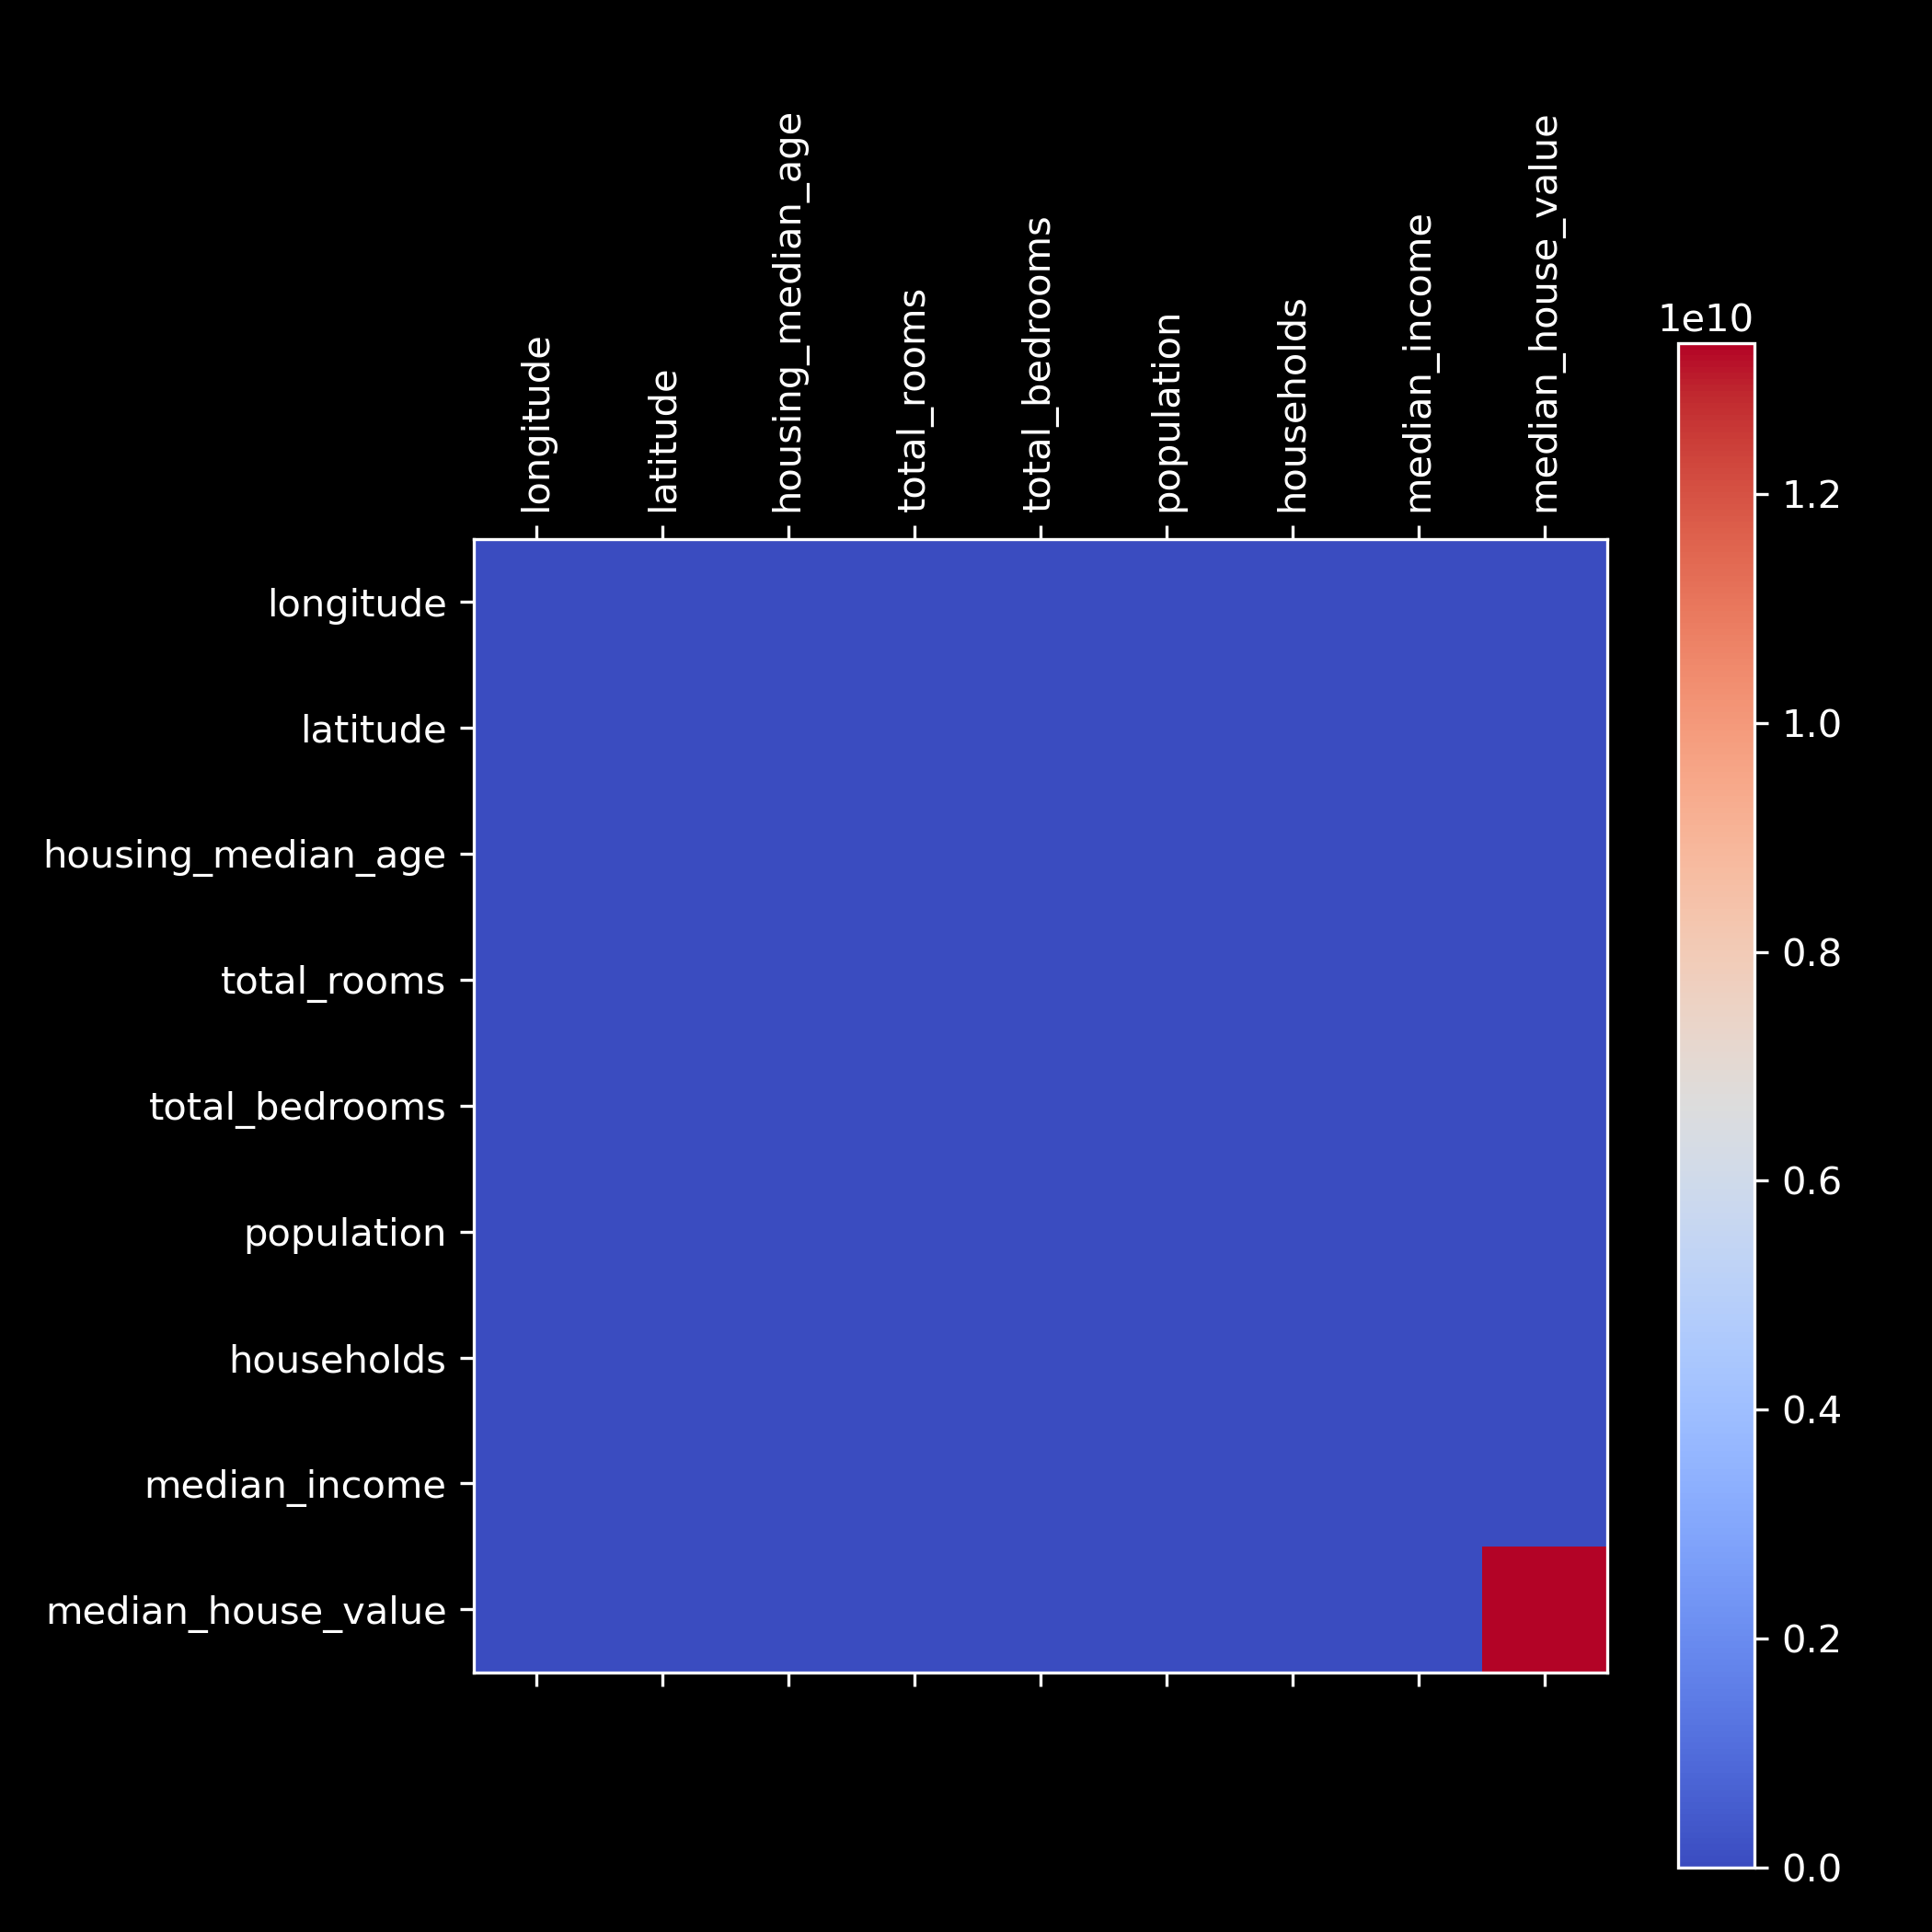 longitude
latitude
housing_median_age
total_rooms
total_bedrooms
population
households
median_income
median_house_value
longitude
latitude
housing_median_age
total_rooms
total_bedrooms
population
households
median_income
median_house_value
1e10
1.2
1.0
0.8
0.6
0.4
0.2
0.0